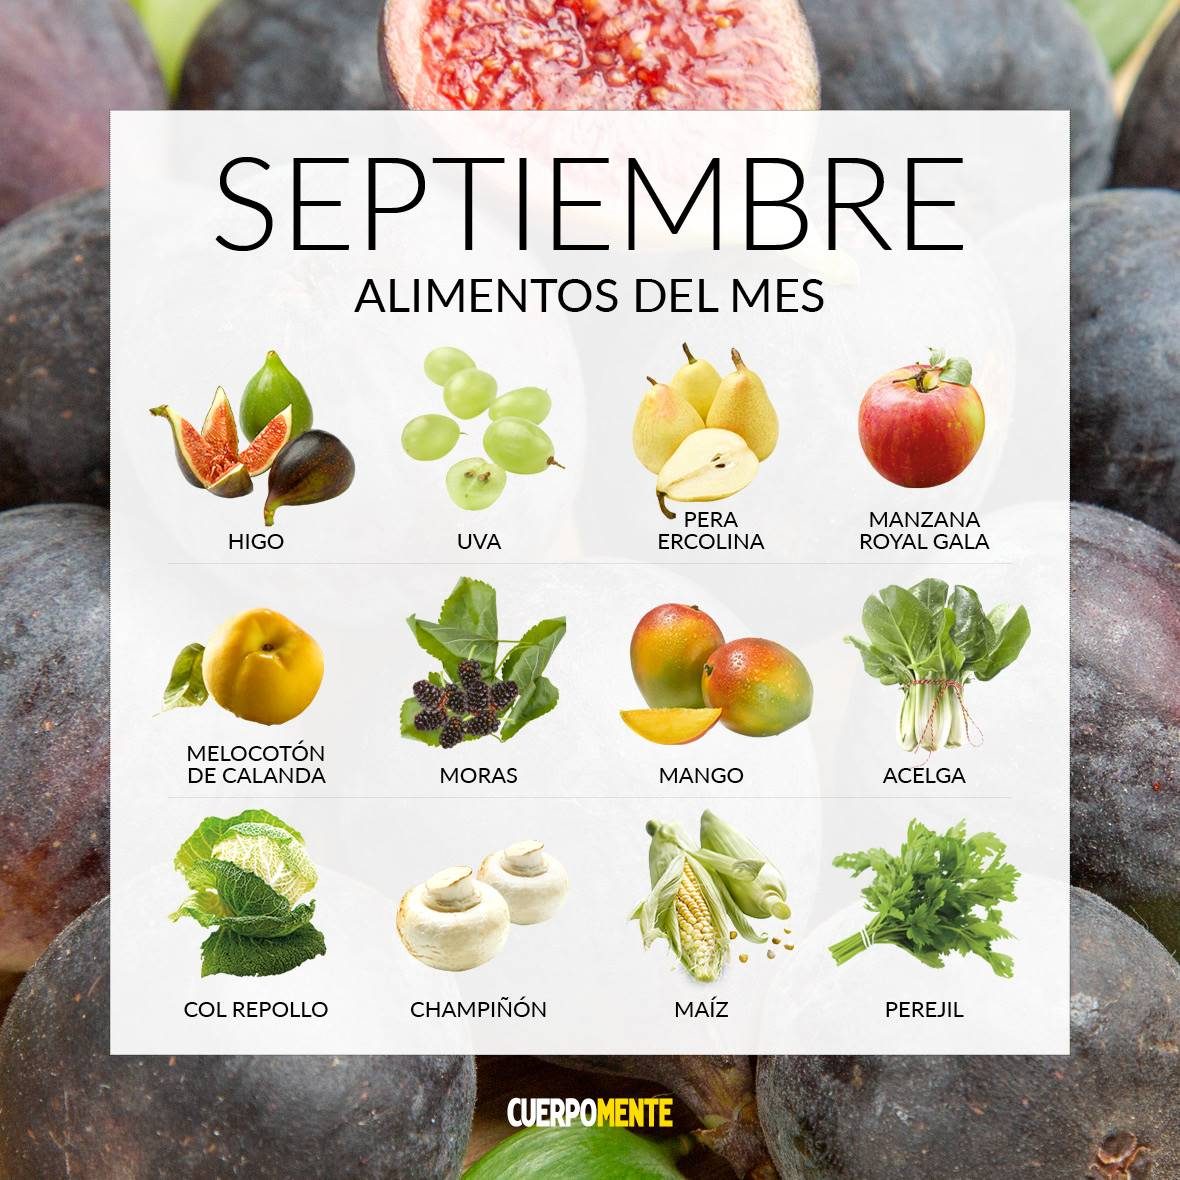 SEPTIEMBRE
ALIMENTOS DEL MES
HIGO
UVA
PERA
ERCOLINA
MANZANA
ROYAL GALA
MELOCOTÓN
DE CALANDA
MORAS
MANGO
ACELGA
COL REPOLLO
CHAMPIÑÓN
MAÍZ
PEREJIL
CUERPOMENTE